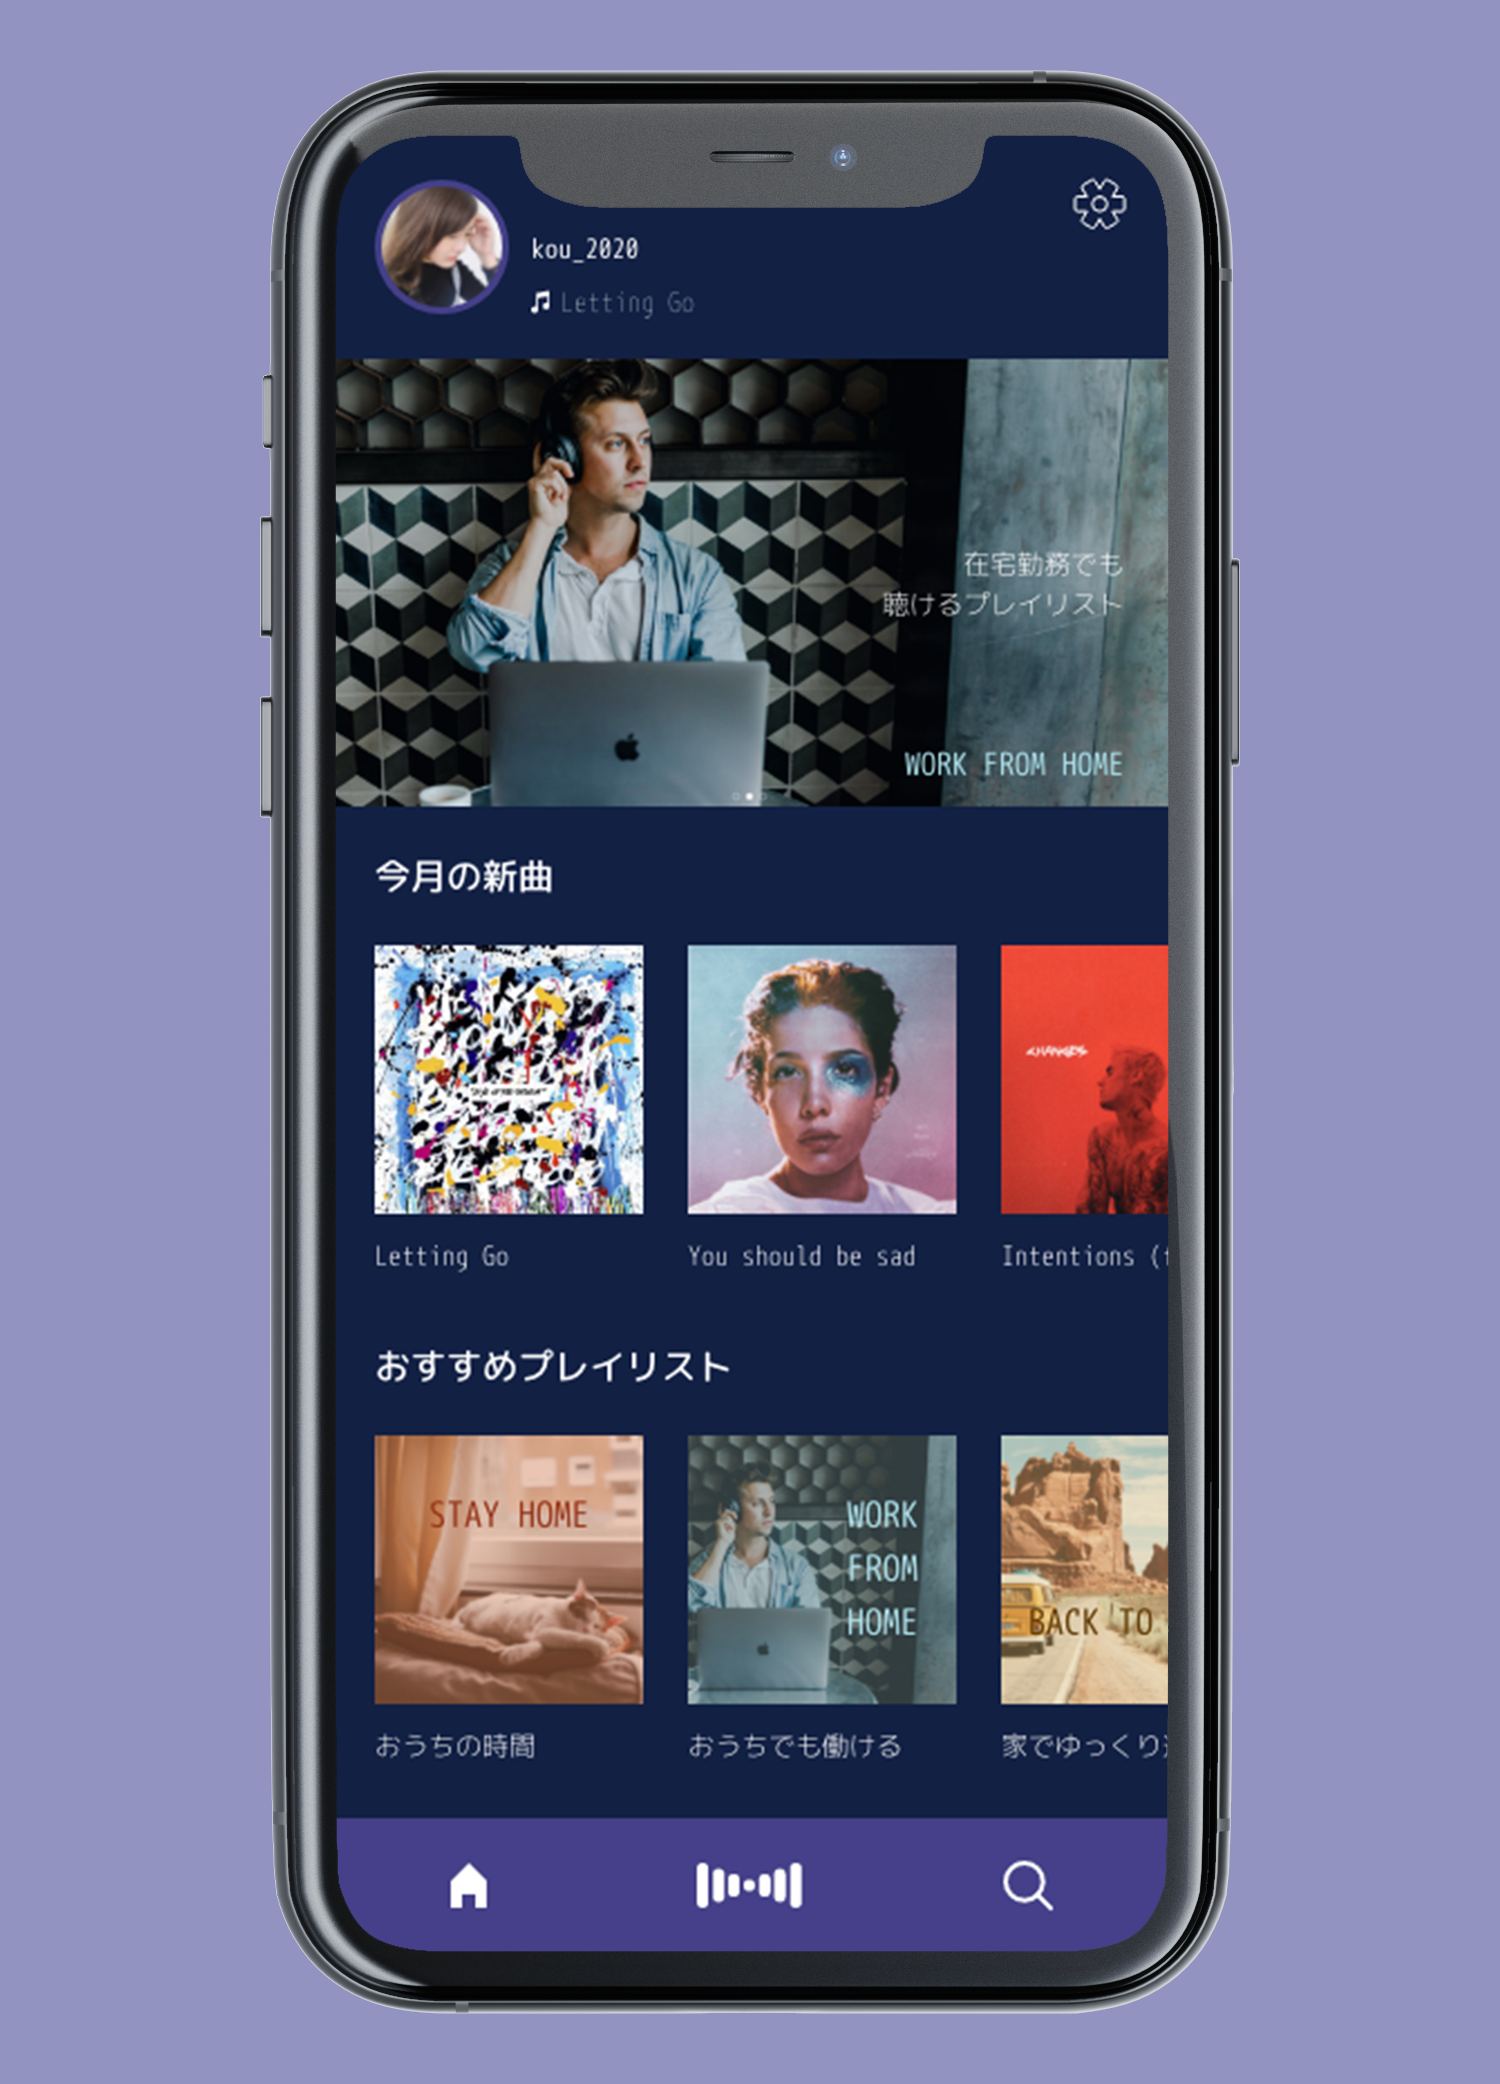 kou_2020
Letting Go
在宅勤務でも
聴けるプレイリスト
WORK FROM HOME
今月の新曲
CHANGES
Letting Go
You should be sad
Intentions (f
おすすめプレイリスト
STAY HOME
WORK
FROM
HOME
BACK TO
おうちの時間
おうちでも働ける
家でゆっくり